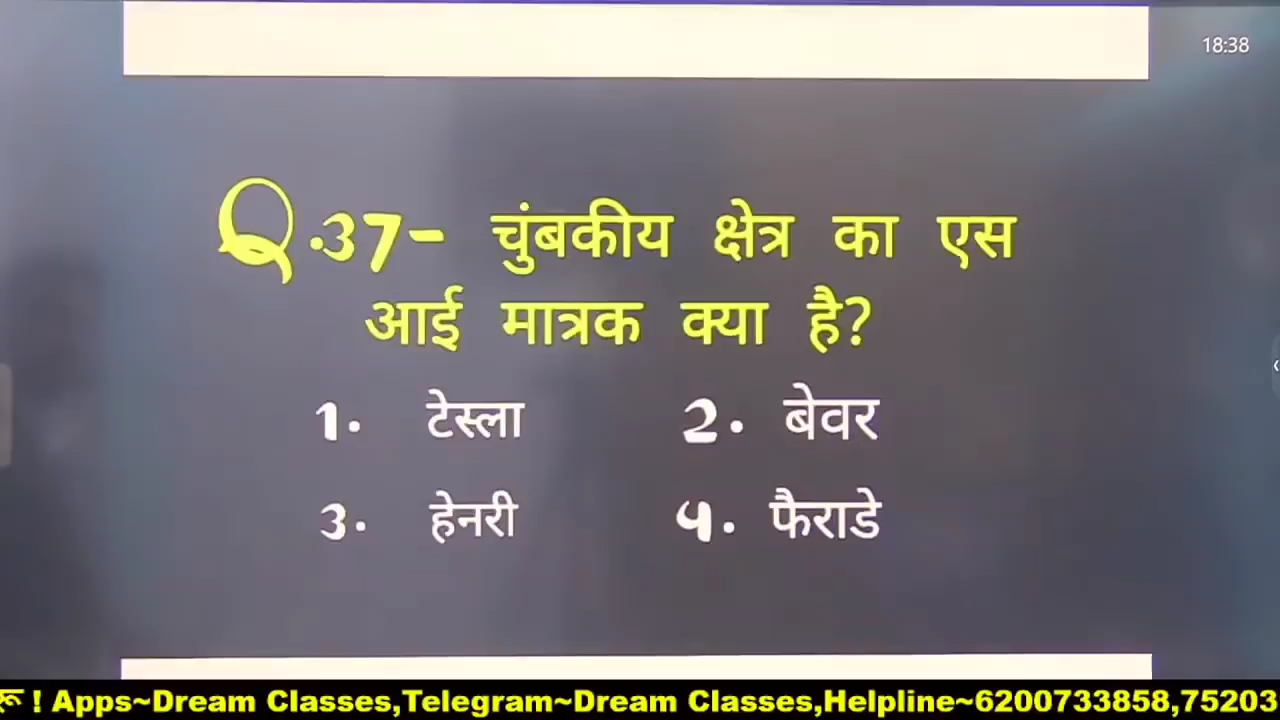 18:38
Q.37- चुंबकीय क्षेत्र का एस
आई मात्रक क्या है?
1. टेस्ला 2. बेवर
3. हेनरी 4. फैराडे
रू ! Apps~Dream Classes,Telegram~Dream Classes,Helpline~6200733858,75203